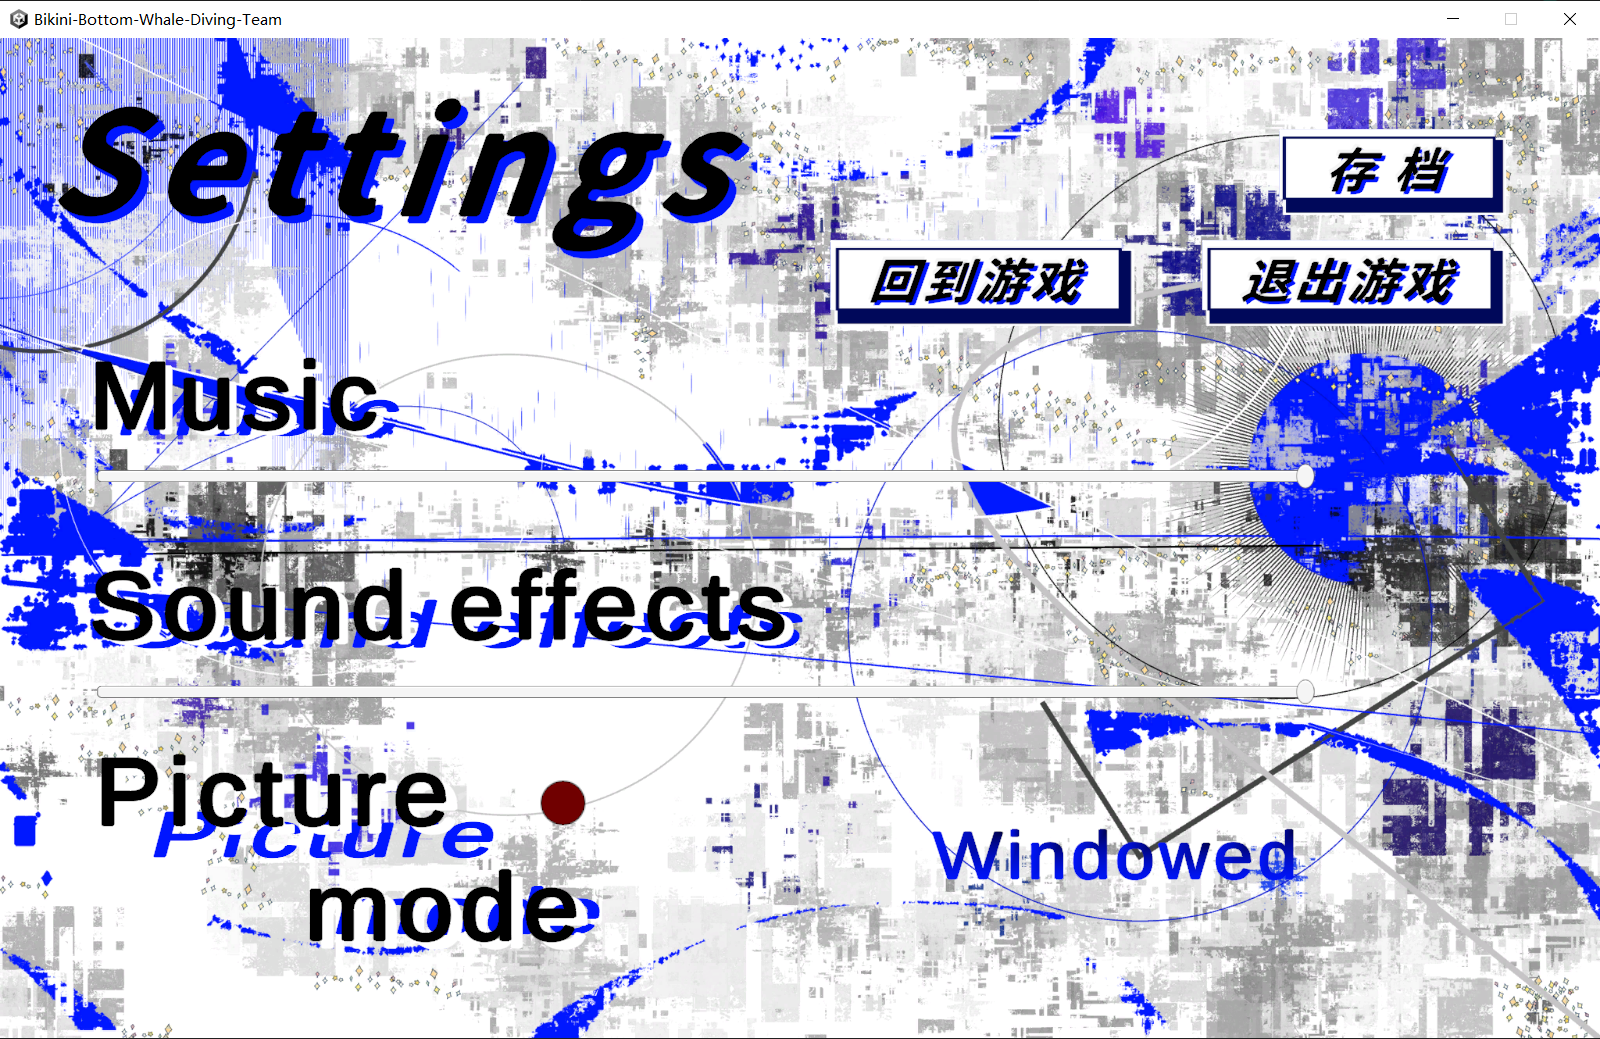 Bikini-Bottom-Whale-Diving-Team
Settings
存档
回到游戏
退出游戏
Music
Sound effects
Picture
mode
Windowed